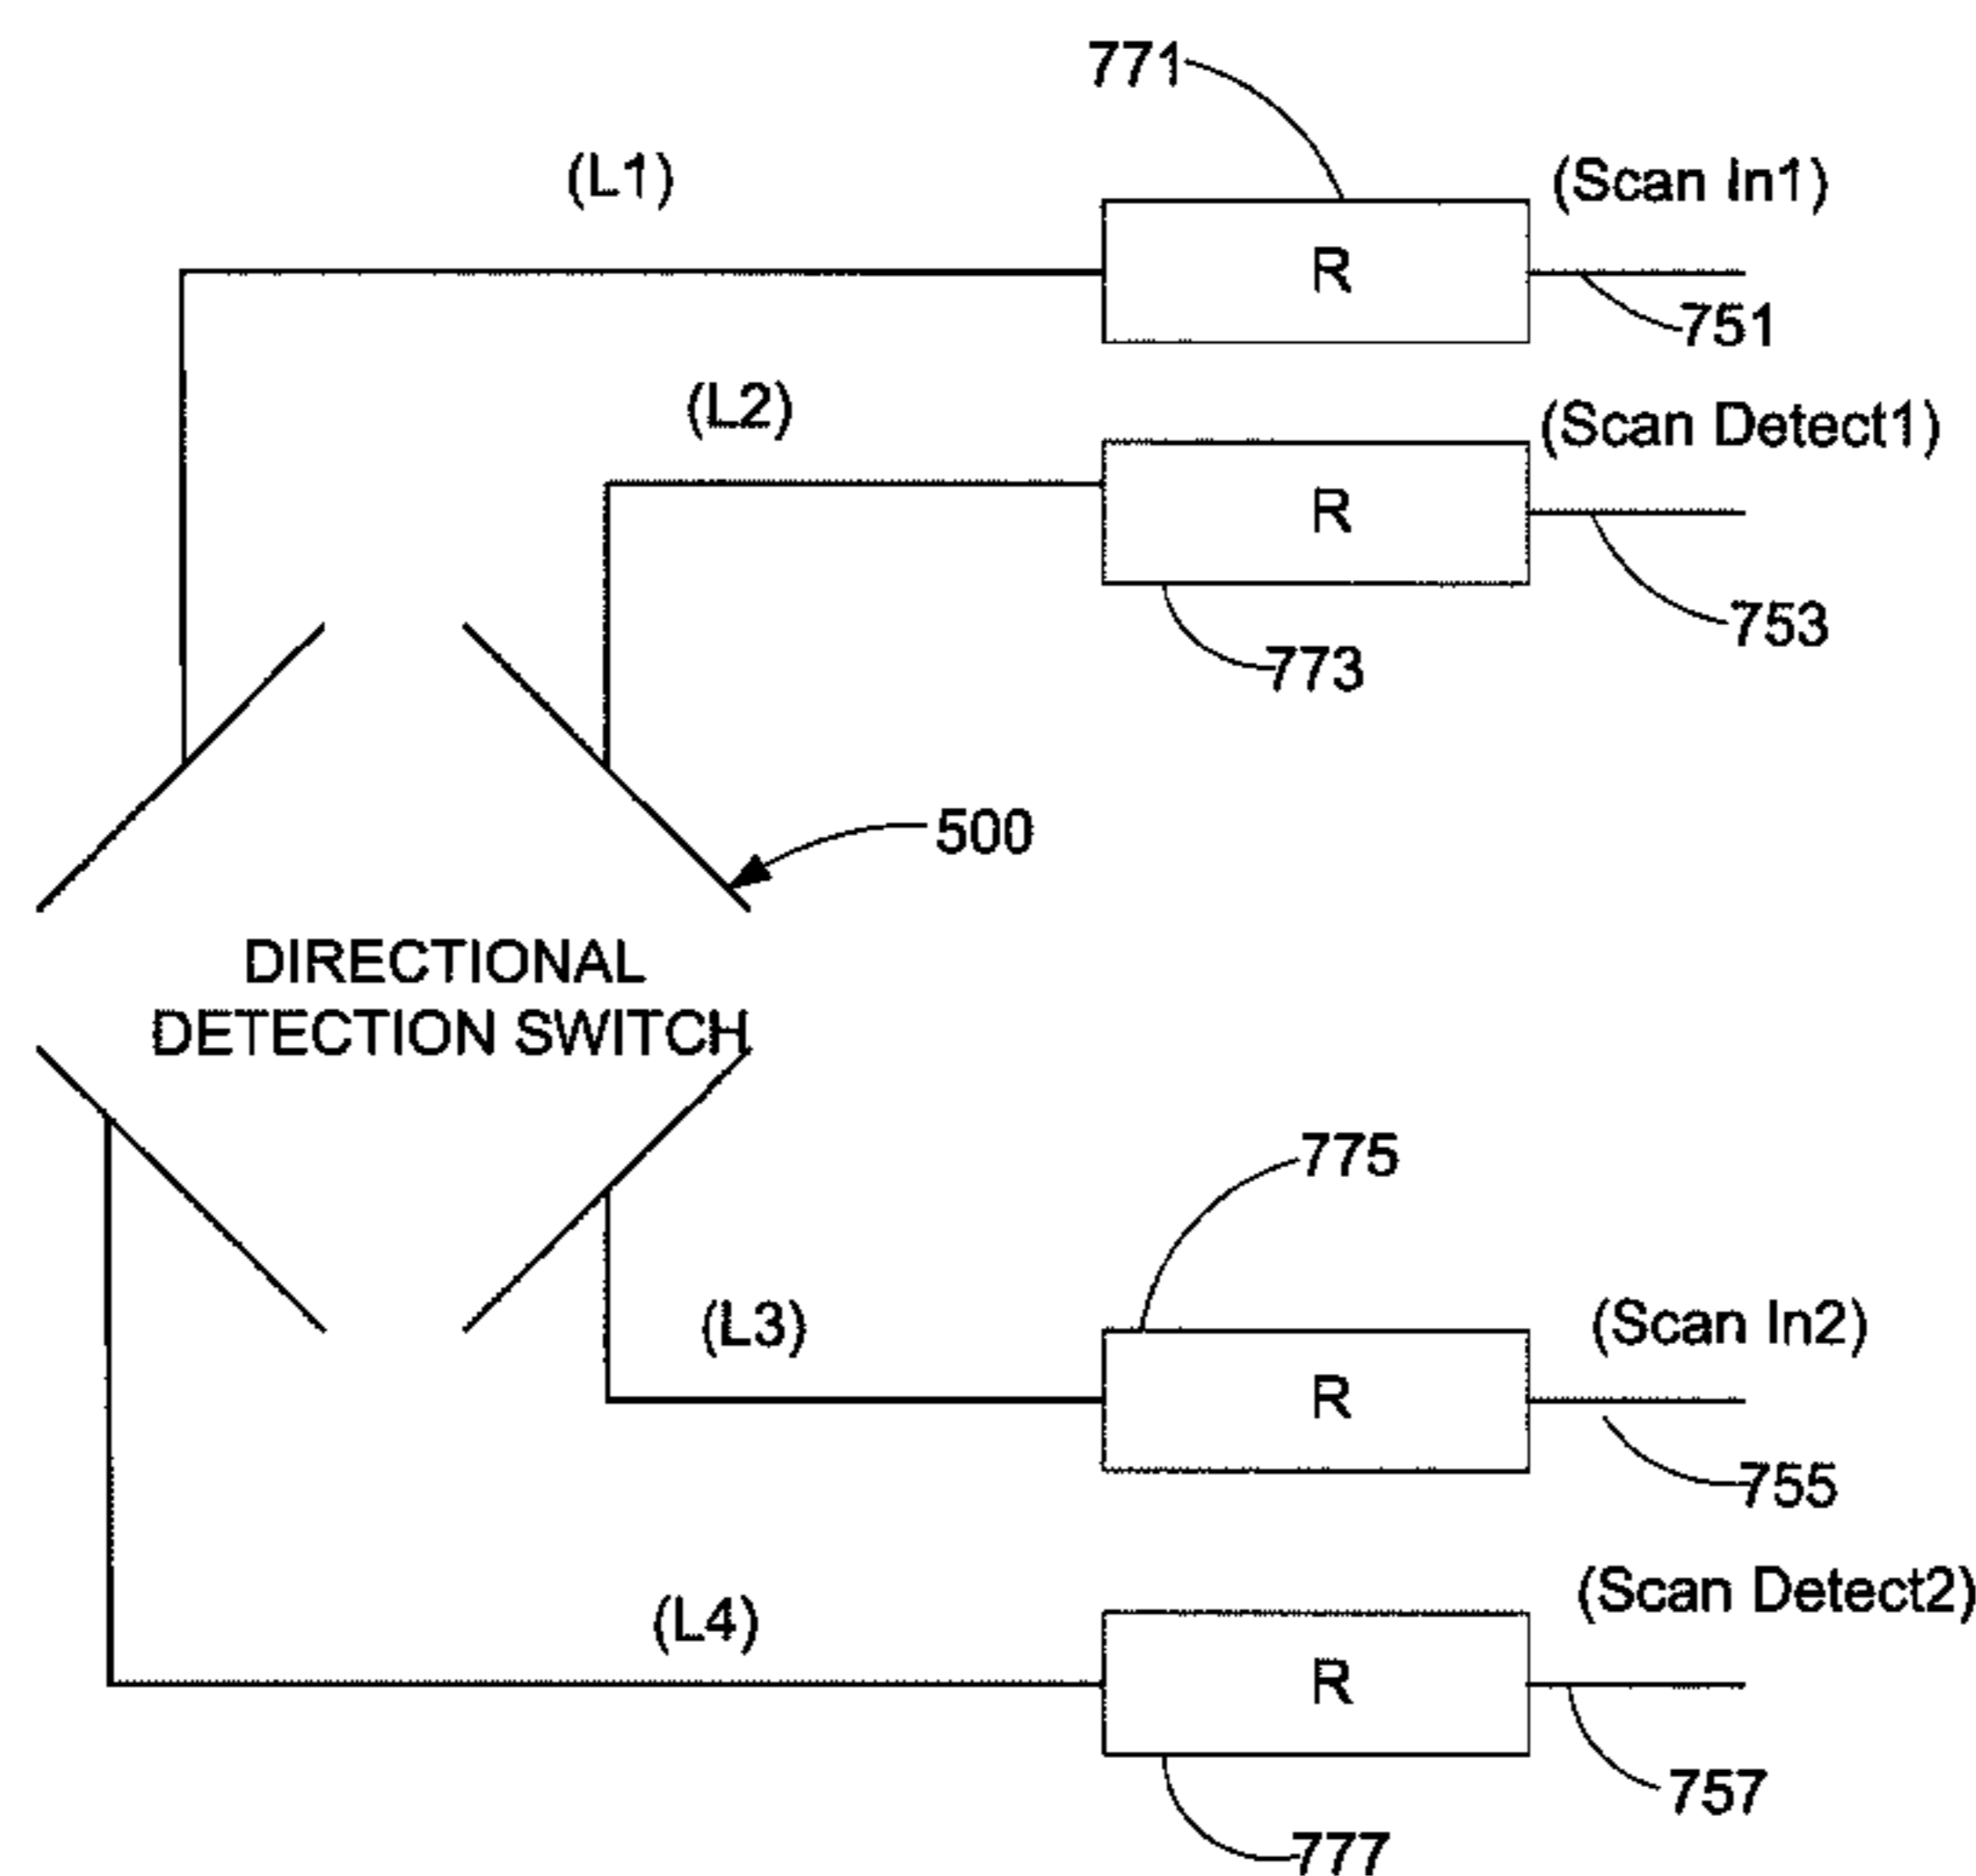 771
(L1)
(Scan In1)
R
751
(L2)
(Scan Detect1)
R
753
773
500
DIRECTIONAL
DETECTION SWITCH
775
(L3)
(Scan In2)
R
755
(L4)
(Scan Detect2)
R
757
777